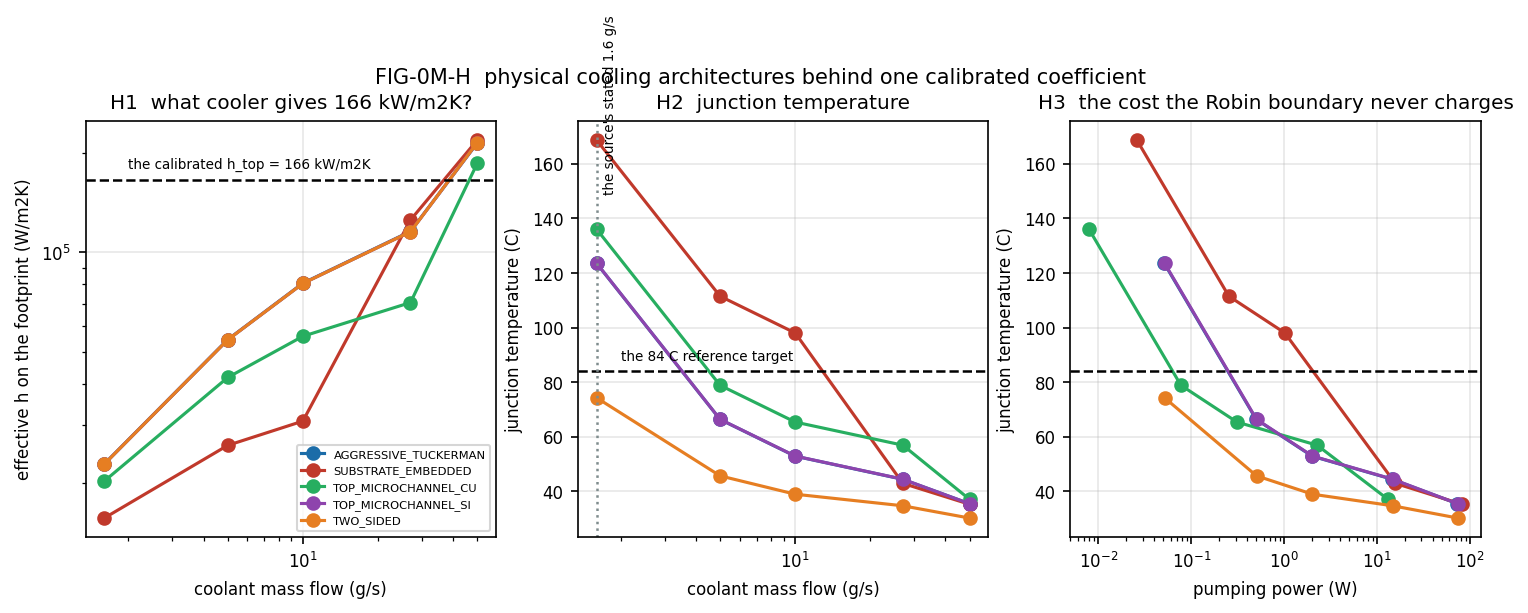 FIG-0M-H  physical cooling architectures behind one calibrated coefficient
H1  what cooler gives 166 kW/m2K?
the calibrated h_top = 166 kW/m2K
effective h on the footprint (W/m2K)
10^5
AGGRESSIVE_TUCKERMAN
SUBSTRATE_EMBEDDED
TOP_MICROCHANNEL_CU
TOP_MICROCHANNEL_SI
TWO_SIDED
10^1
coolant mass flow (g/s)
H2  junction temperature
the source's stated 1.6 g/s
the 84 C reference target
junction temperature (C)
160
140
120
100
80
60
40
10^1
coolant mass flow (g/s)
H3  the cost the Robin boundary never charges
junction temperature (C)
160
140
120
100
80
60
40
10^-2
10^-1
10^0
10^1
10^2
pumping power (W)